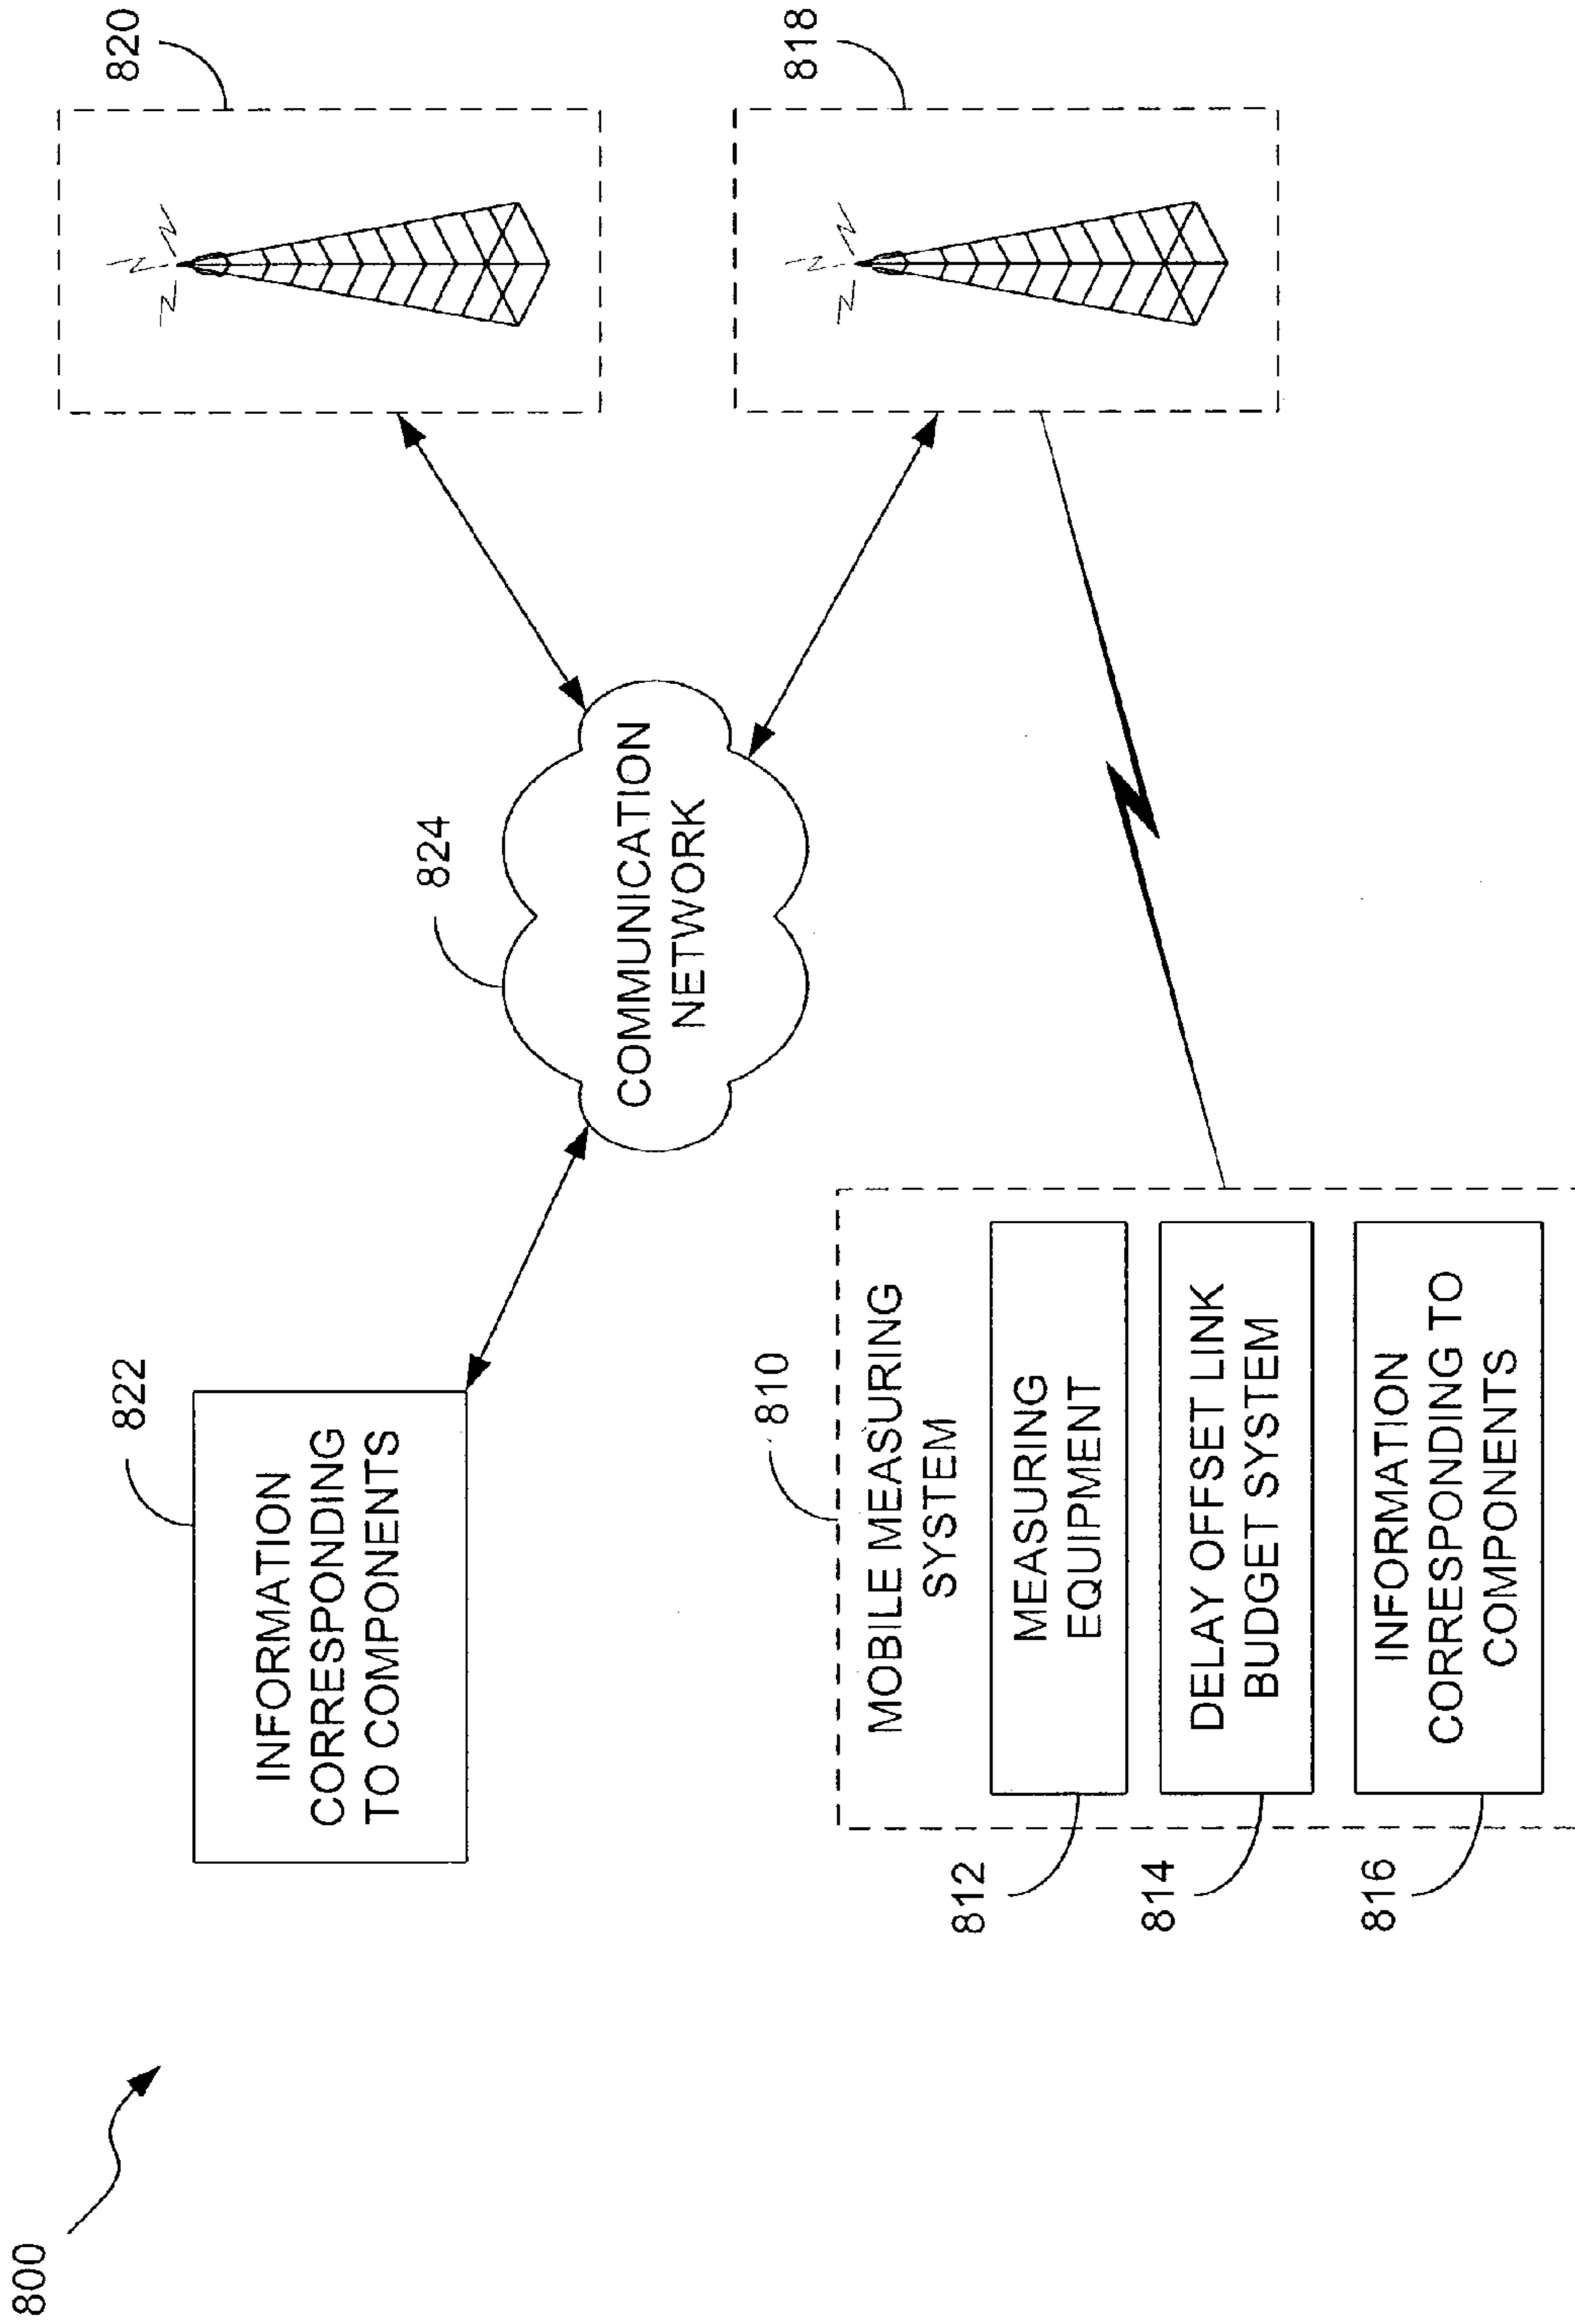 800
822
INFORMATION
CORRESPONDING
TO COMPONENTS
824
COMMUNICATION
NETWORK
820
818
810
MOBILE MEASURING
SYSTEM
812
MEASURING
EQUIPMENT
814
DELAY OFFSET LINK
BUDGET SYSTEM
816
INFORMATION
CORRESPONDING TO
COMPONENTS